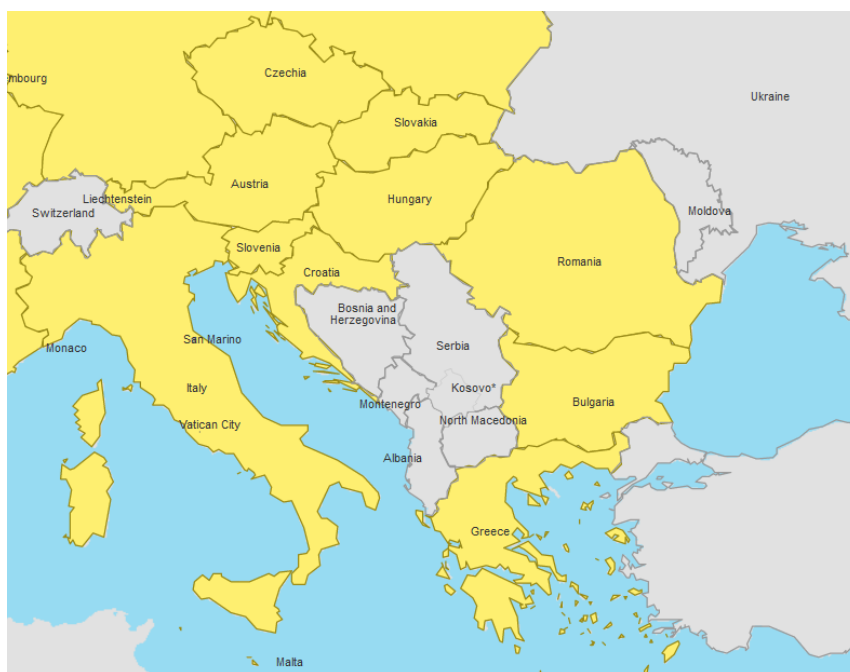 Czechia
embourg
Ukraine
Slovakia
Austria
Liechtenstein
Hungary
Switzerland
Moldova
Slovenia
Romania
Croatia
Bosnia and
Herzegovina
San Marino
Serbia
Monaco
Italy
Kosovo*
Montenegro
Bulgaria
North Macedonia
Vatican City
Albania
Greece
Malta